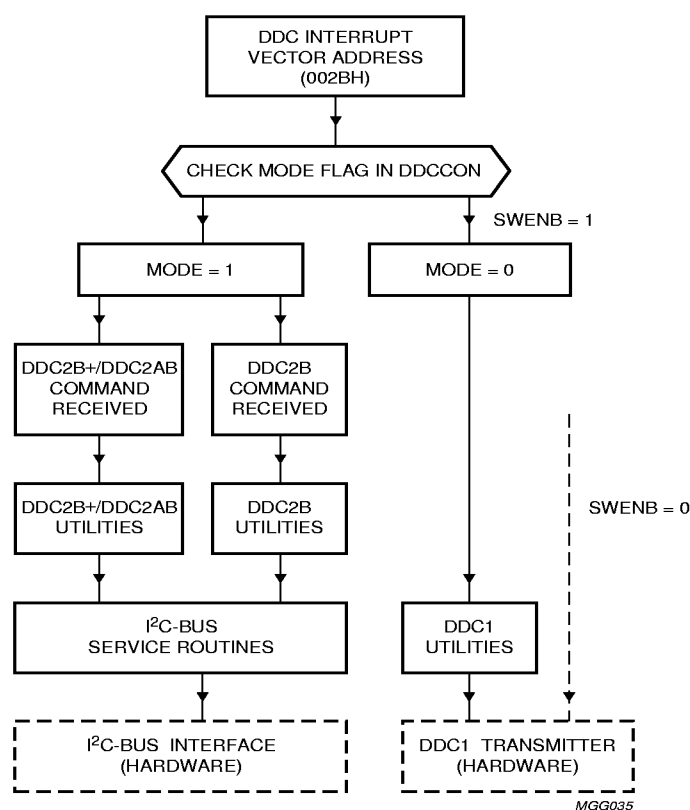 DDC INTERRUPT
VECTOR ADDRESS
(002BH)
CHECK MODE FLAG IN DDCCON
SWENB = 1
MODE = 1
MODE = 0
DDC2B+/DDC2AB
COMMAND
RECEIVED
DDC2B
COMMAND
RECEIVED
DDC2B+/DDC2AB
UTILITIES
DDC2B
UTILITIES
SWENB = 0
I²C-BUS
SERVICE ROUTINES
DDC1
UTILITIES
I²C-BUS INTERFACE
(HARDWARE)
DDC1 TRANSMITTER
(HARDWARE)
MGG035